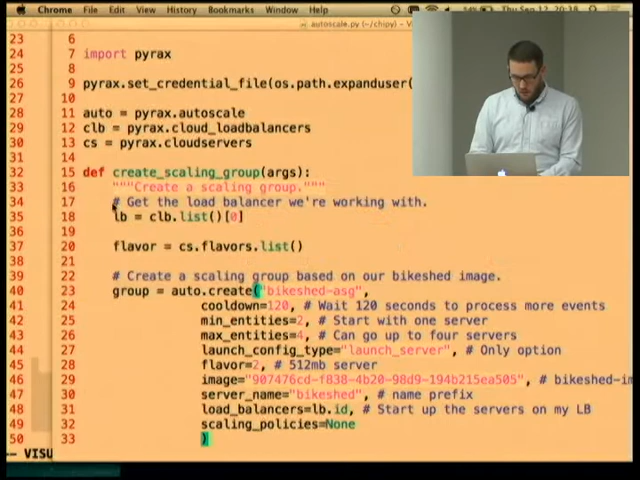 Chrome File Edit View History Bookmarks Window Help Thu Sep 12 20:38
autoscale.py (~/chipy) - V
23 6
24 7 import pyrax
25 8
26 9 pyrax.set_credential_file(os.path.expanduser(
27 10
28 11 auto = pyrax.autoscale
29 12 clb = pyrax.cloud_loadbalancers
30 13 cs = pyrax.cloudservers
31 14
32 15 def create_scaling_group(args):
33 16 """Create a scaling group."""
34 17 # Get the load balancer we're working with.
35 18 lb = clb.list()[0]
36 19
37 20 flavor = cs.flavors.list()
38 21
39 22 # Create a scaling group based on our bikeshed image.
40 23 group = auto.create("bikeshed-asg",
41 24 cooldown=120, # Wait 120 seconds to process more events
42 25 min_entities=2, # Start with one server
43 26 max_entities=4, # Can go up to four servers
44 27 launch_config_type="launch_server", # Only option
45 28 flavor=2, # 512mb server
46 29 image="907476cd-f838-4b20-98d9-194b215ea505", # bikeshed-im
47 30 server_name="bikeshed", # name prefix
48 31 load_balancers=lb.id, # Start up the servers on my LB
49 32 scaling_policies=None
50 33 )
-- VISU